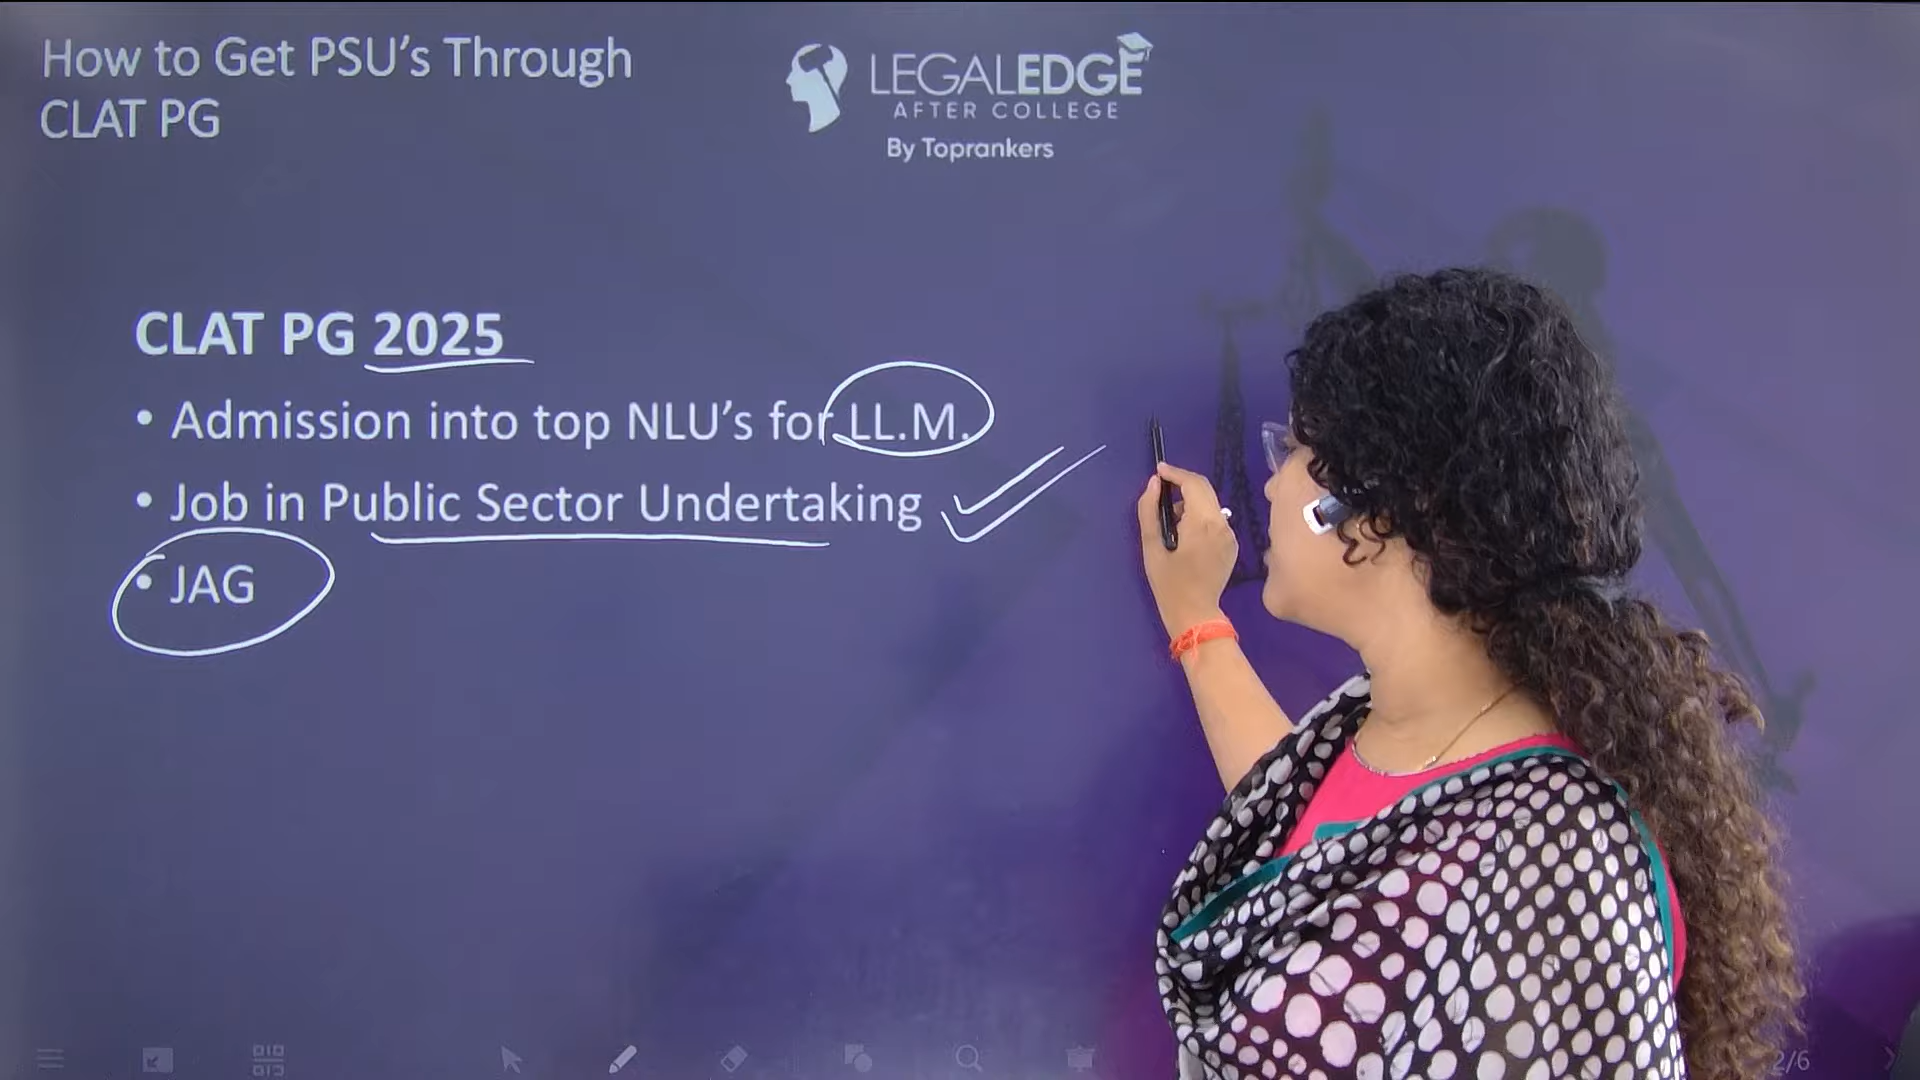 How to Get PSU's Through
CLAT PG
LEGALEDGE
AFTER COLLEGE
By Toprankers
CLAT PG 2025
• Admission into top NLU's for LL.M.
• Job in Public Sector Undertaking
• JAG
2/6